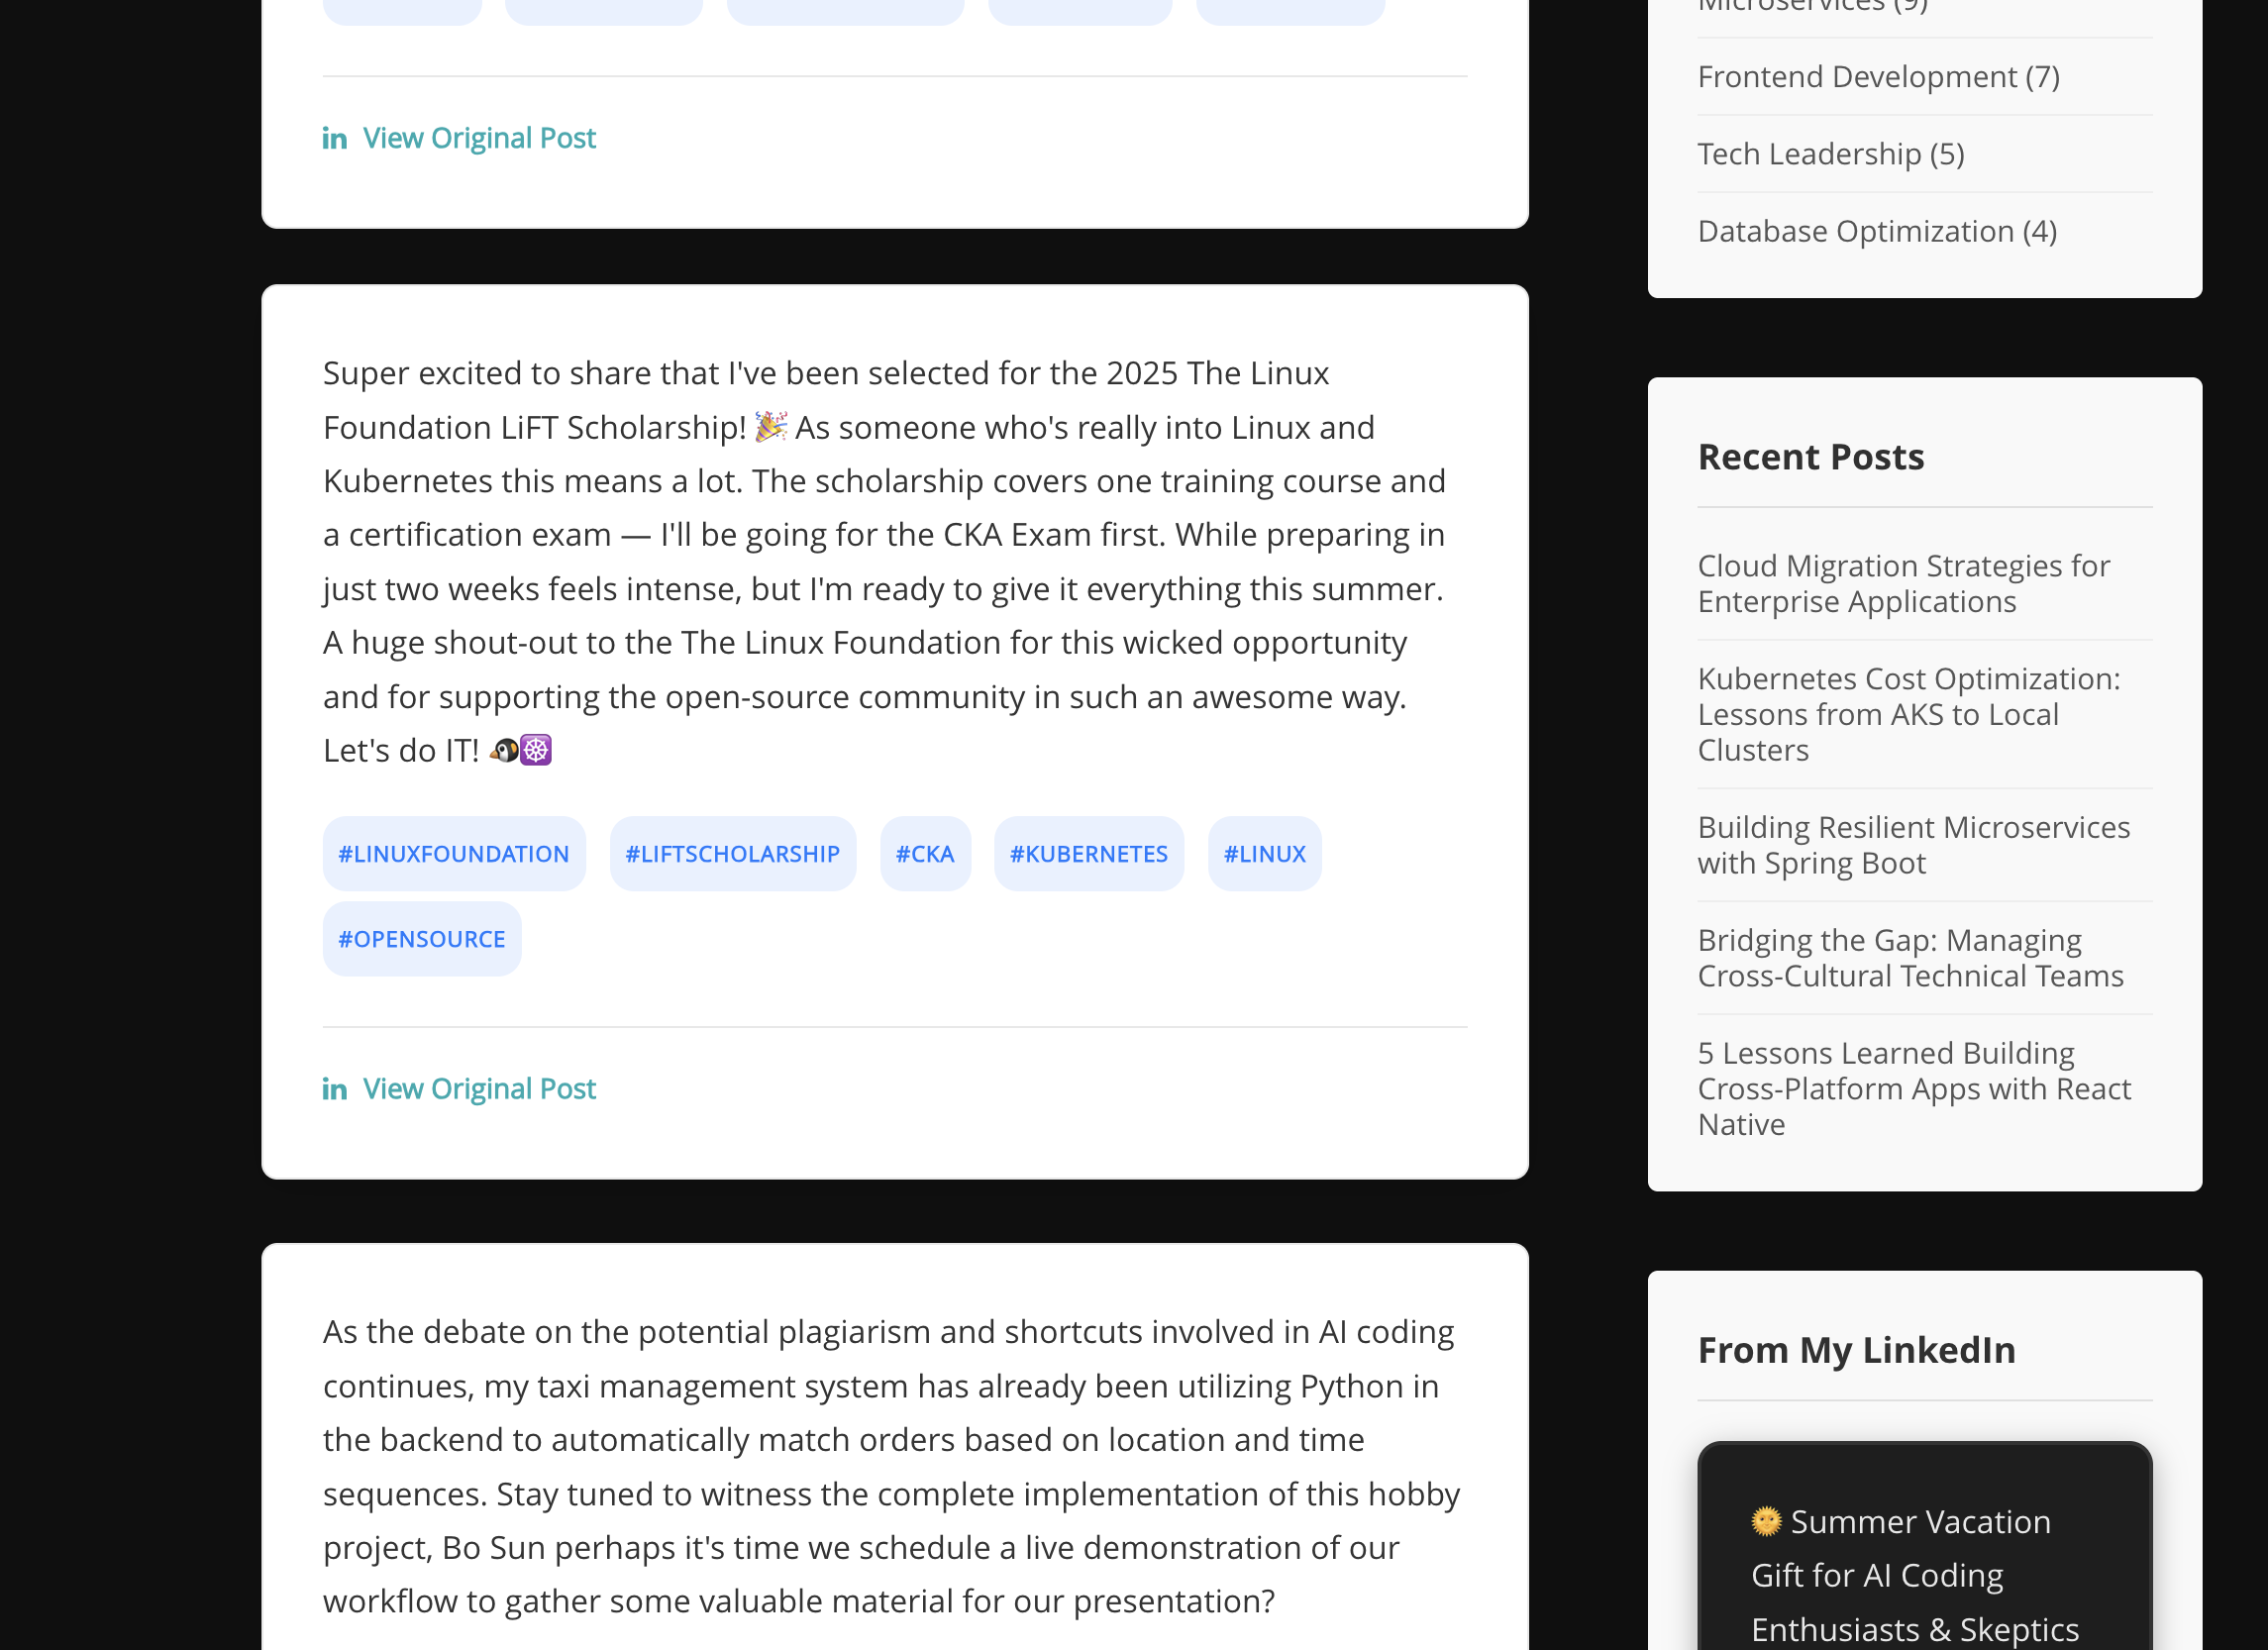 in View Original Post
Super excited to share that I've been selected for the 2025 The Linux
Foundation LiFT Scholarship! 🎉 As someone who's really into Linux and
Kubernetes this means a lot. The scholarship covers one training course and
a certification exam — I'll be going for the CKA Exam first. While preparing in
just two weeks feels intense, but I'm ready to give it everything this summer.
A huge shout-out to the The Linux Foundation for this wicked opportunity
and for supporting the open-source community in such an awesome way.
Let's do IT! 🐧☸️
#LINUXFOUNDATION #LIFTSCHOLARSHIP #CKA #KUBERNETES #LINUX
#OPENSOURCE
in View Original Post
As the debate on the potential plagiarism and shortcuts involved in AI coding
continues, my taxi management system has already been utilizing Python in
the backend to automatically match orders based on location and time
sequences. Stay tuned to witness the complete implementation of this hobby
project, Bo Sun perhaps it's time we schedule a live demonstration of our
workflow to gather some valuable material for our presentation?
Microservices (9)
Frontend Development (7)
Tech Leadership (5)
Database Optimization (4)
Recent Posts
Cloud Migration Strategies for
Enterprise Applications
Kubernetes Cost Optimization:
Lessons from AKS to Local
Clusters
Building Resilient Microservices
with Spring Boot
Bridging the Gap: Managing
Cross-Cultural Technical Teams
5 Lessons Learned Building
Cross-Platform Apps with React
Native
From My LinkedIn
🌞 Summer Vacation
Gift for AI Coding
Enthusiasts & Skeptics